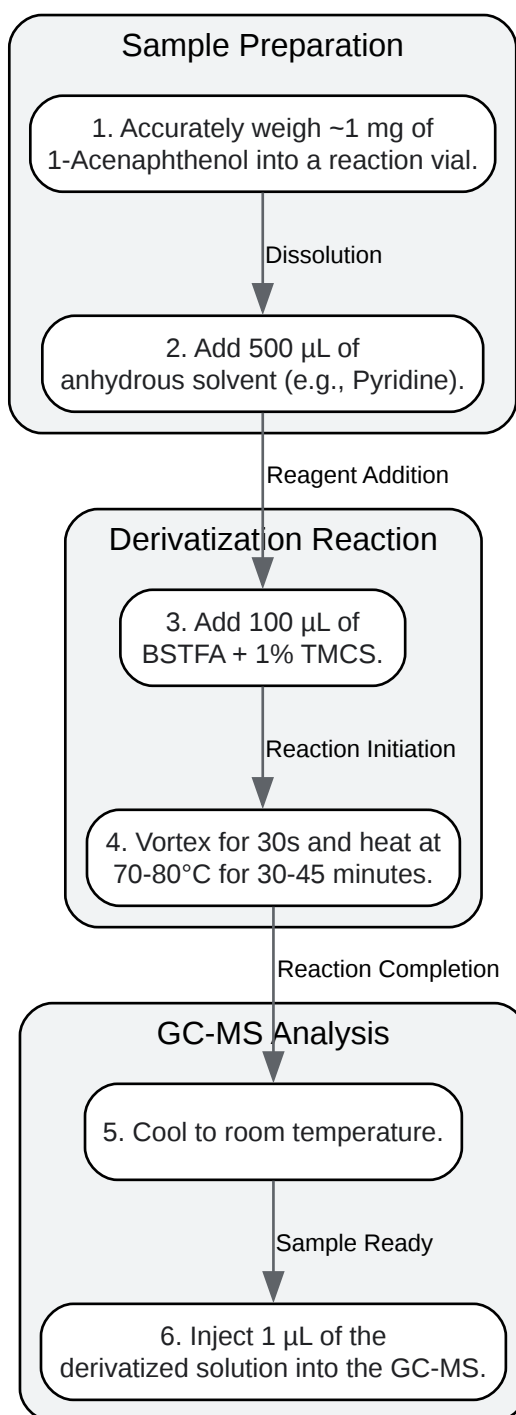 Sample Preparation
1. Accurately weigh ~1 mg of
1-Acenaphthenol into a reaction vial.
Dissolution
2. Add 500 µL of
anhydrous solvent (e.g., Pyridine).
Reagent Addition
Derivatization Reaction
3. Add 100 µL of
BSTFA + 1% TMCS.
Reaction Initiation
4. Vortex for 30s and heat at
70-80°C for 30-45 minutes.
Reaction Completion
GC-MS Analysis
5. Cool to room temperature.
Sample Ready
6. Inject 1 µL of the
derivatized solution into the GC-MS.